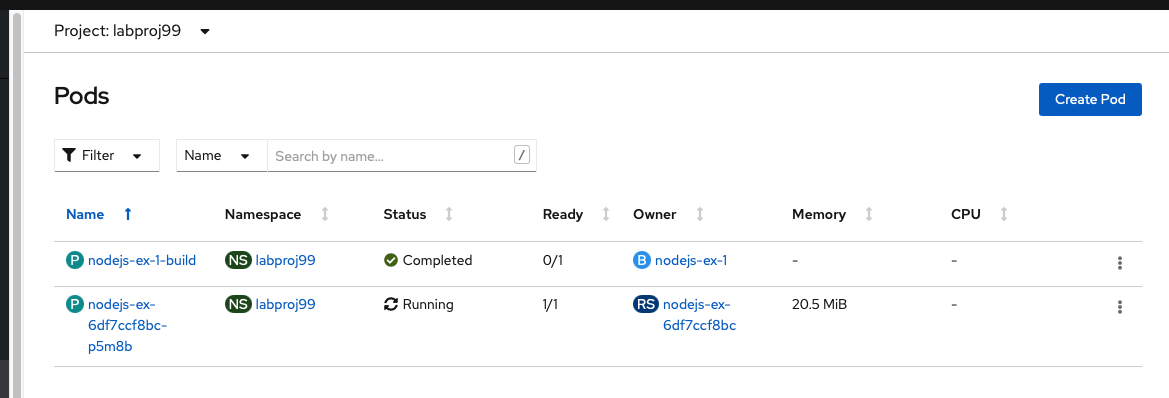 Project: labproj99
Pods
Create Pod
Filter
Name
Search by name...
/
Name Namespace Status Ready Owner Memory CPU
P nodejs-ex-1-build NS labproj99 Completed 0/1 B nodejs-ex-1 - -
P nodejs-ex- NS labproj99 Running 1/1 RS nodejs-ex- 20.5 MiB -
6df7ccf8bc- 6df7ccf8bc
p5m8b